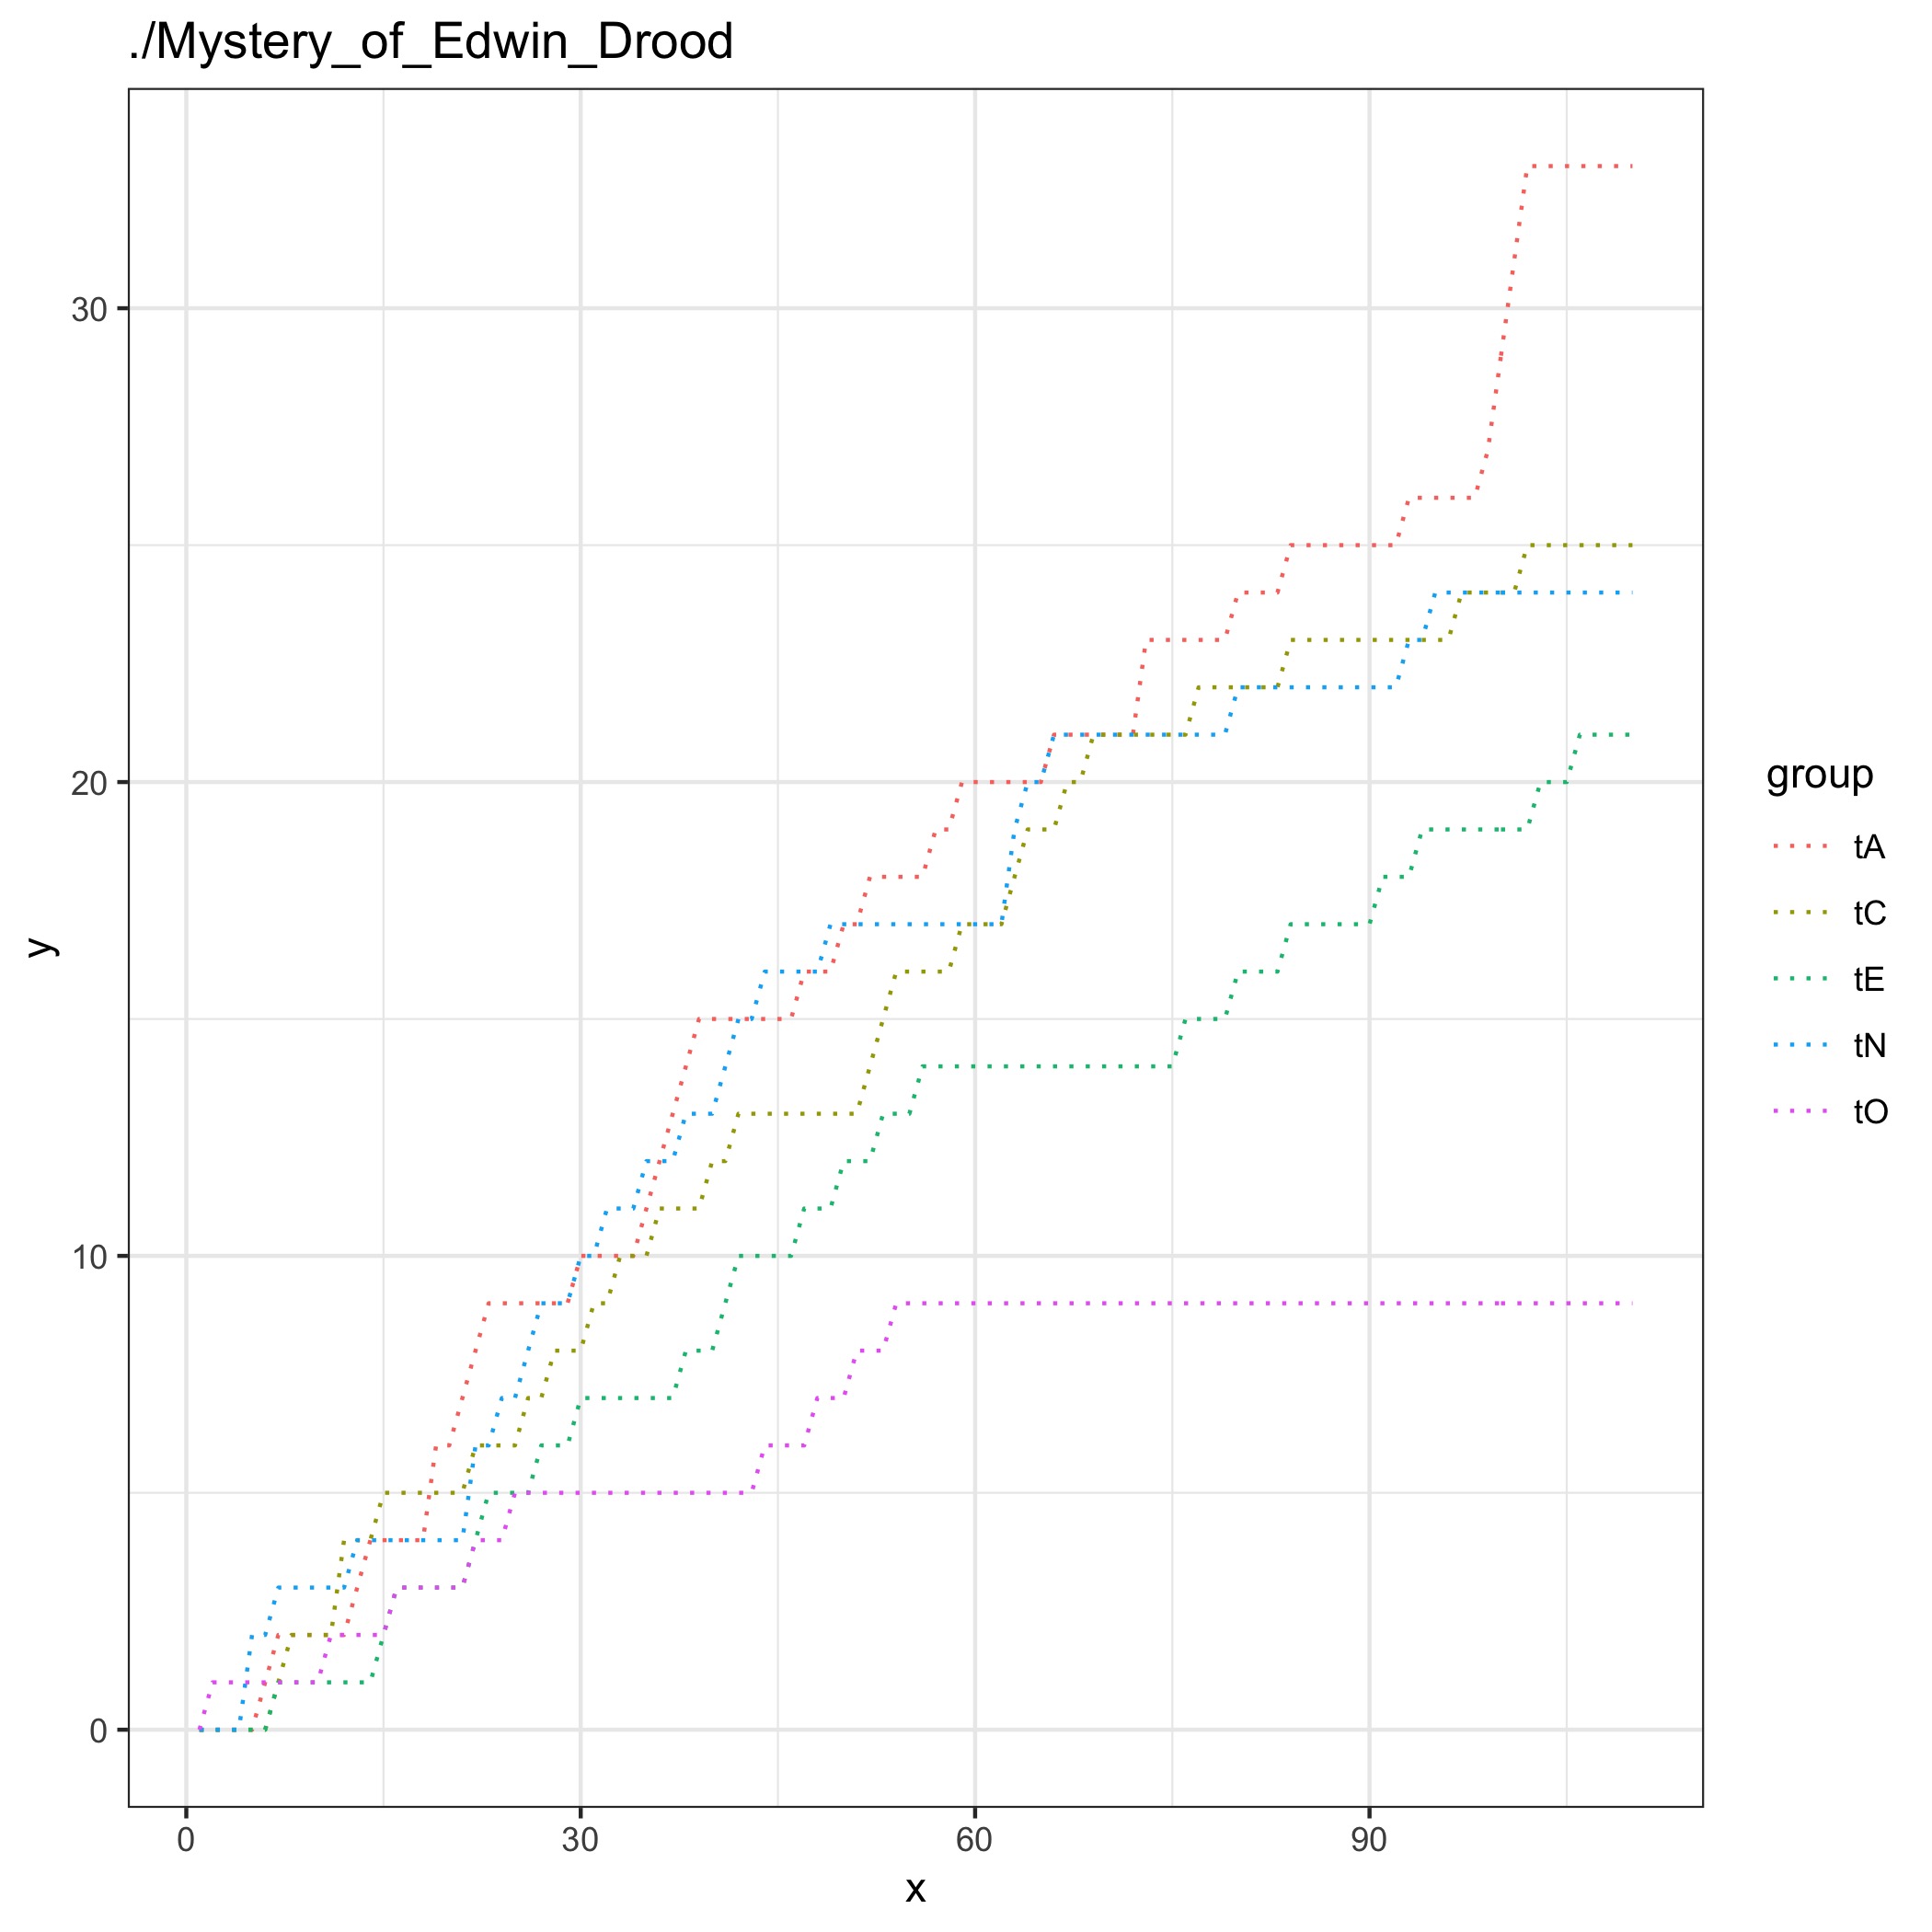 ./Mystery_of_Edwin_Drood
30
20
10
0
y
0 30 60 90
x
group
tA
tC
tE
tN
tO